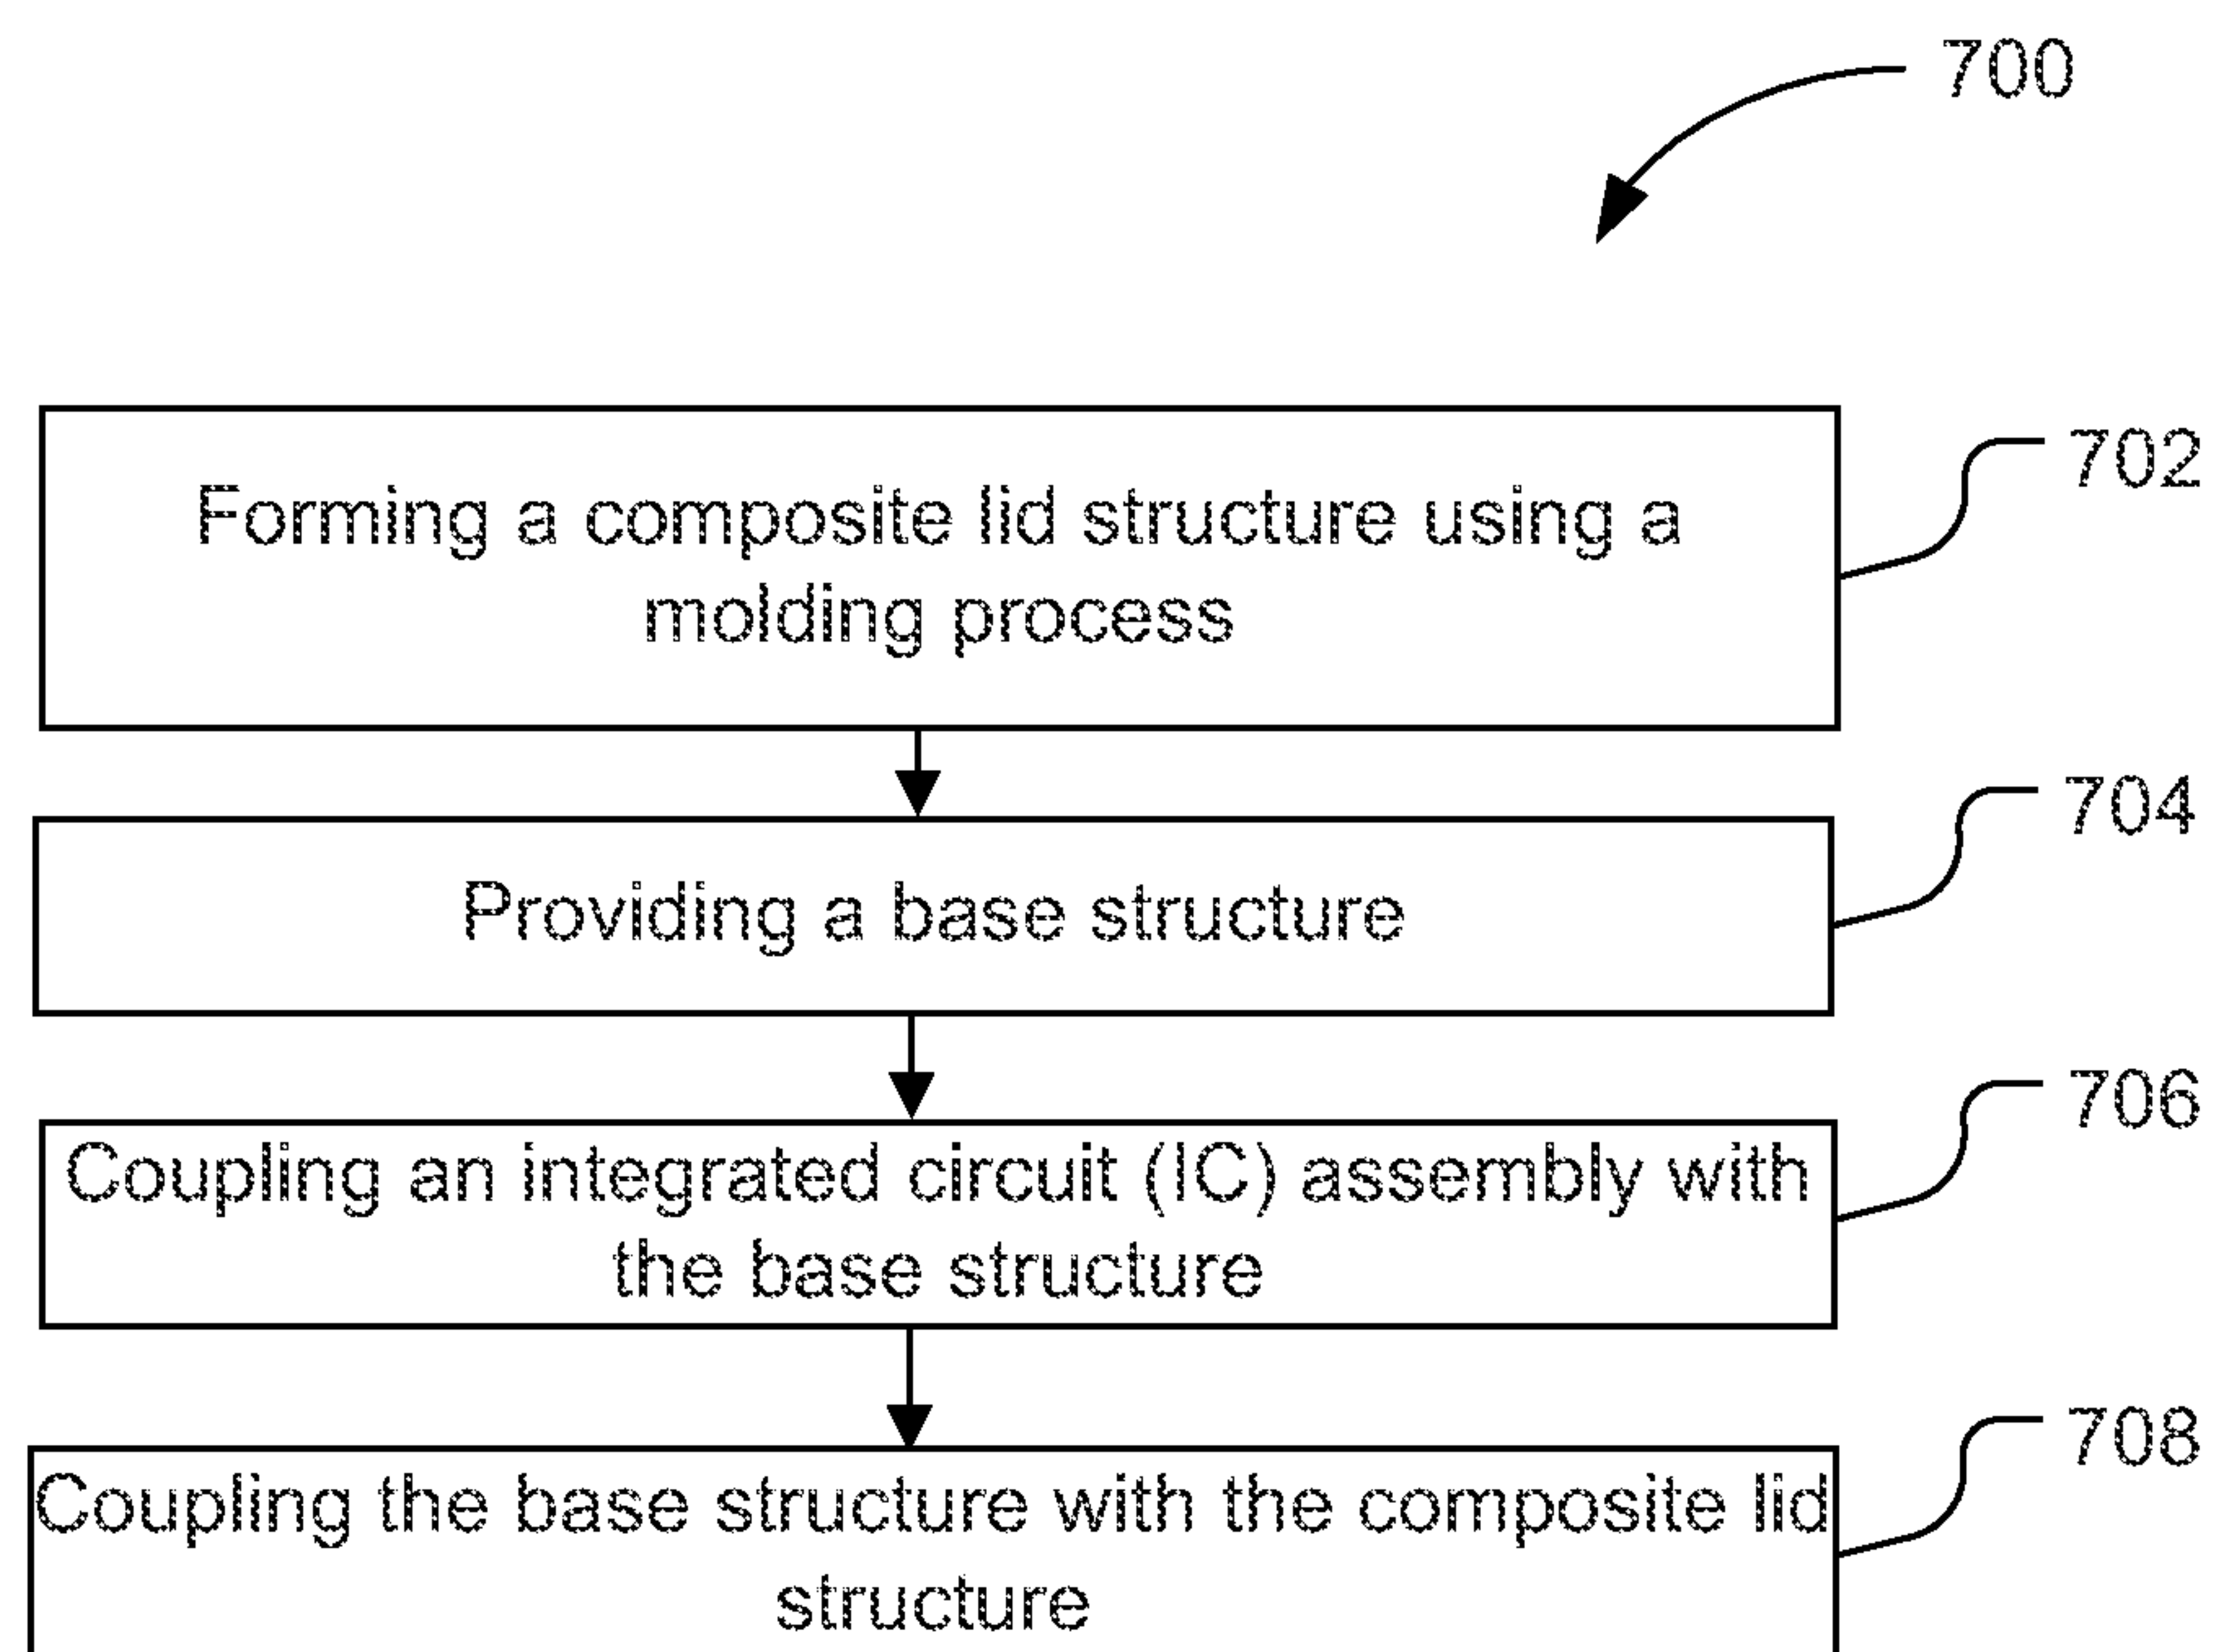 700
Forming a composite lid structure using a
molding process
702
Providing a base structure
704
Coupling an integrated circuit (IC) assembly with
the base structure
706
Coupling the base structure with the composite lid
structure
708